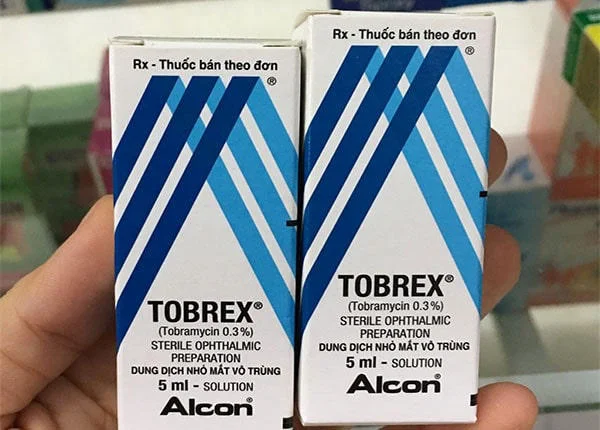 Rx - Thuốc bán theo đơn
®
TOBREX®
(Tobramycin 0.3%)
STERILE OPHTHALMIC
PREPARATION
DUNG DỊCH NHỎ MẮT VÔ TRÙNG
5 ml - SOLUTION
Alcon®
Rx - Thuốc bán theo đơn
®
TOBREX®
(Tobramycin 0.3%)
STERILE OPHTHALMIC
PREPARATION
DUNG DỊCH NHỎ MẮT VÔ TRÙNG
5 ml - SOLUTION
Alcon®